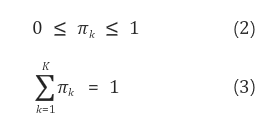 0 ≤ π_k ≤ 1 (2)
∑_{k=1}^{K} π_k = 1 (3)